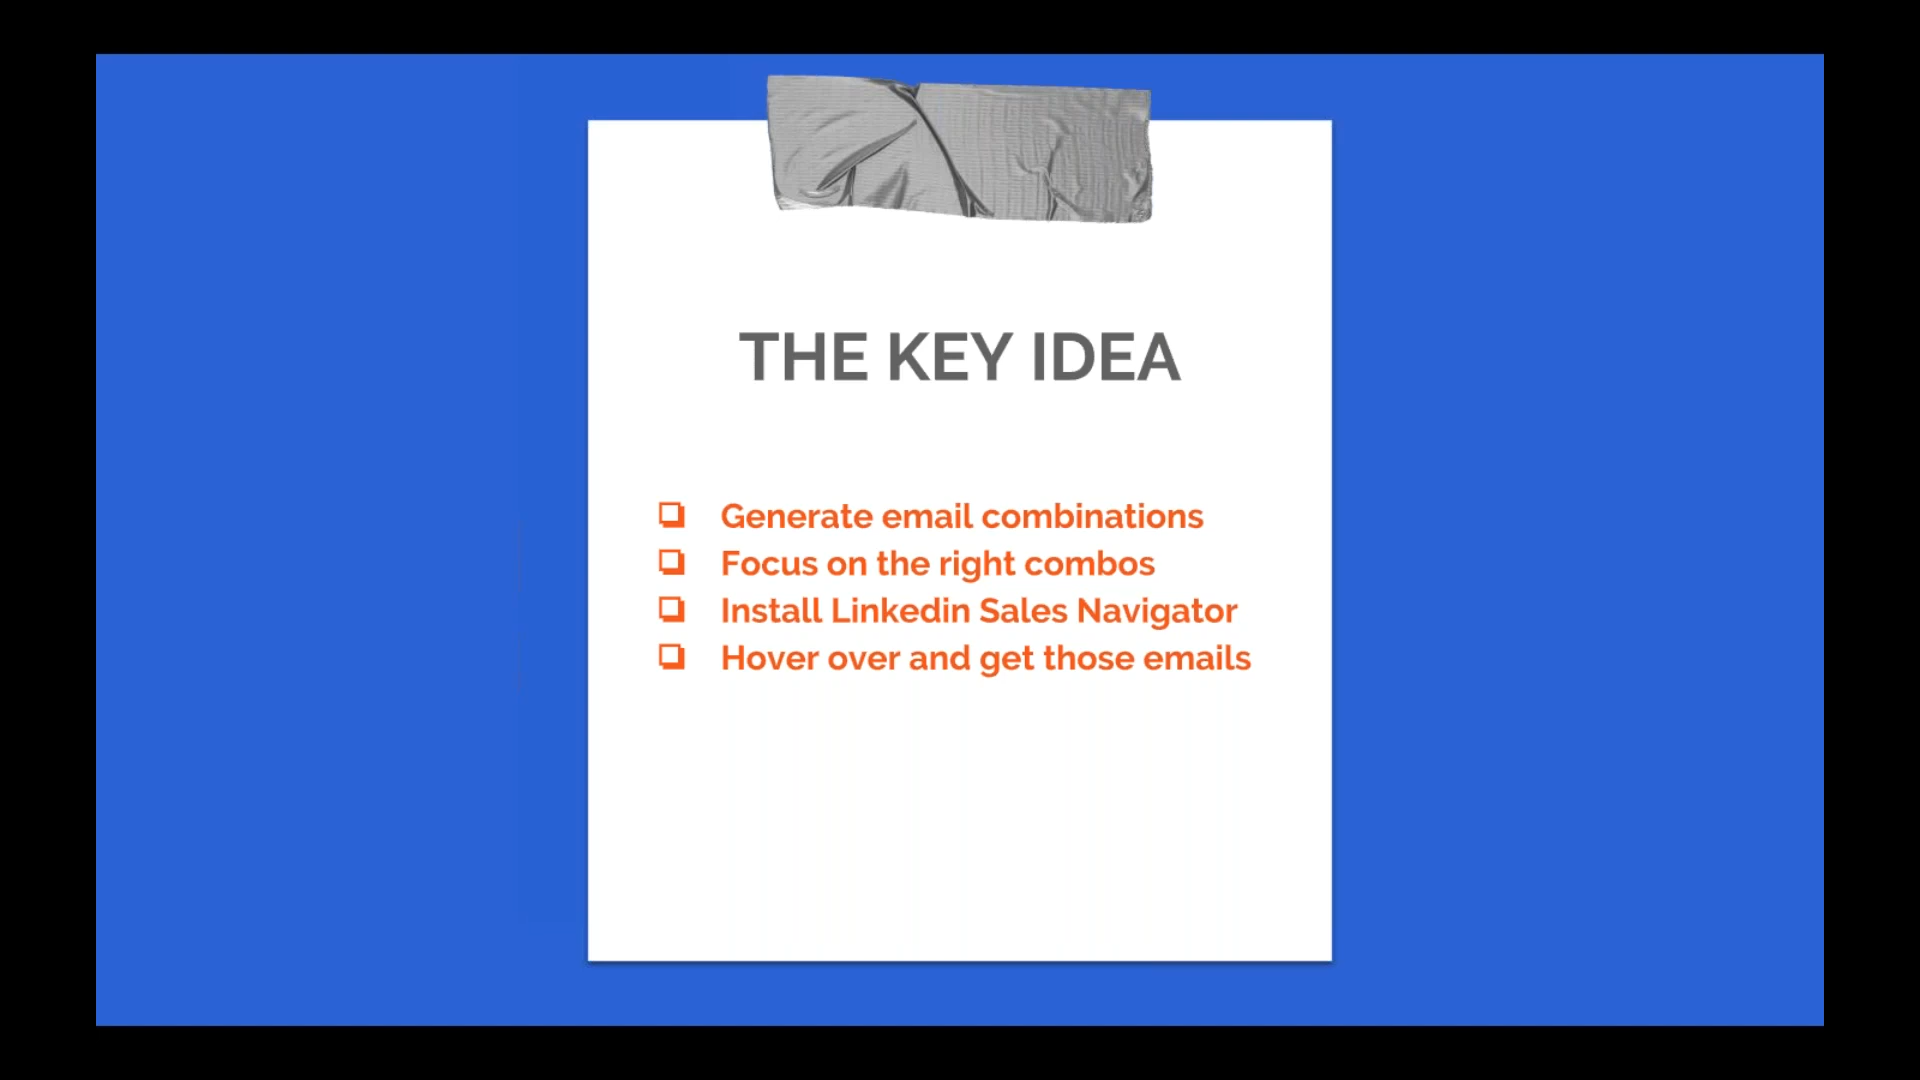 THE KEY IDEA
Generate email combinations
Focus on the right combos
Install Linkedin Sales Navigator
Hover over and get those emails